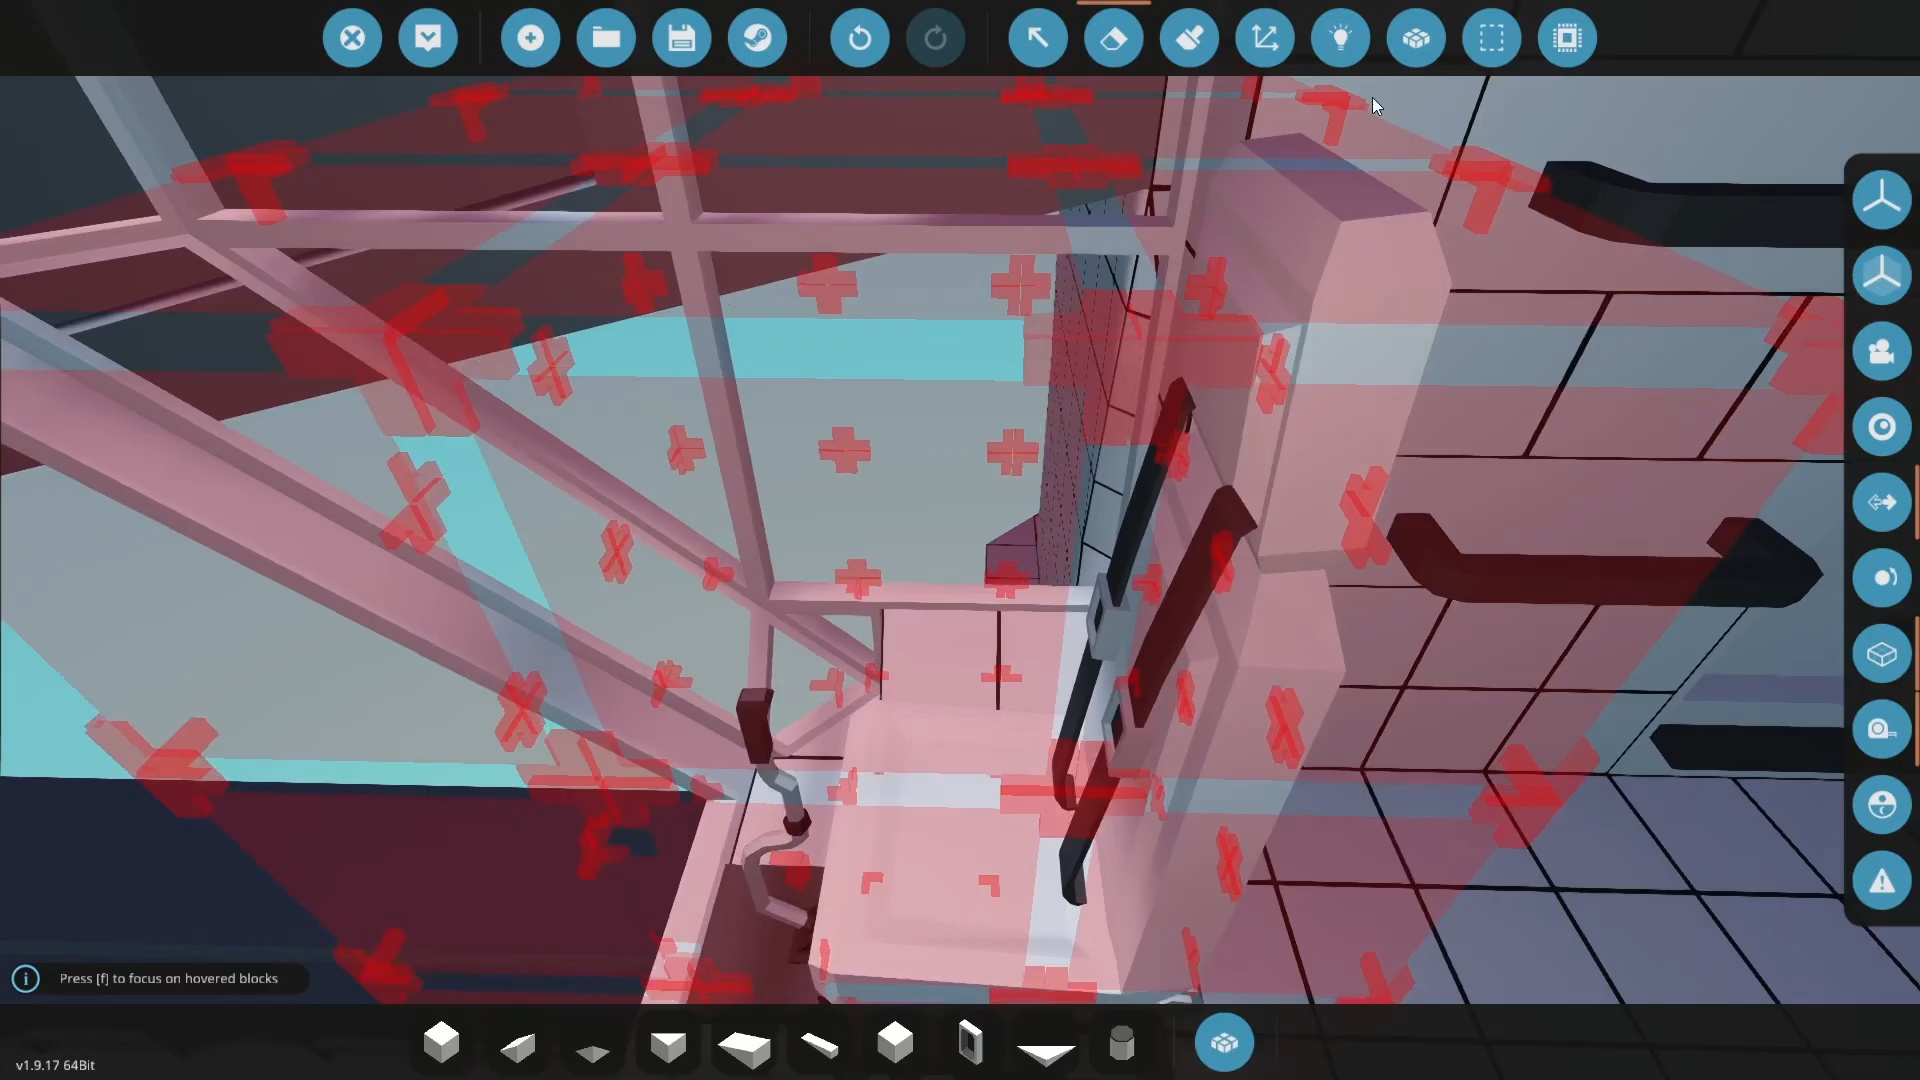 Press [f] to focus on hovered blocks
v1.9.17 64Bit